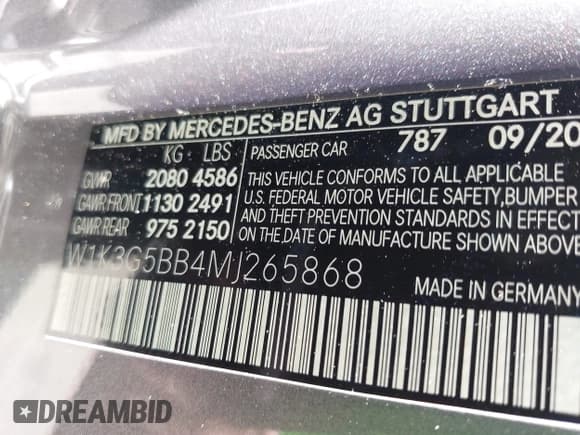 MFD BY MERCEDES-BENZ AG STUTTGART
KG LBS PASSENGER CAR 787 09/20
GWR 2080 4586 THIS VEHICLE CONFORMS TO ALL APPLICABLE
GAWR FRONT 1130 2491 U.S. FEDERAL MOTOR VEHICLE SAFETY, BUMPER
GAWR REAR 975 2150 AND THEFT PREVENTION STANDARDS IN EFFECT
ON THE DATE OF MANUFACTURE SHOWN ABOVE
W1K3G5BB4MJ265868
MADE IN GERMANY
DREAMBID